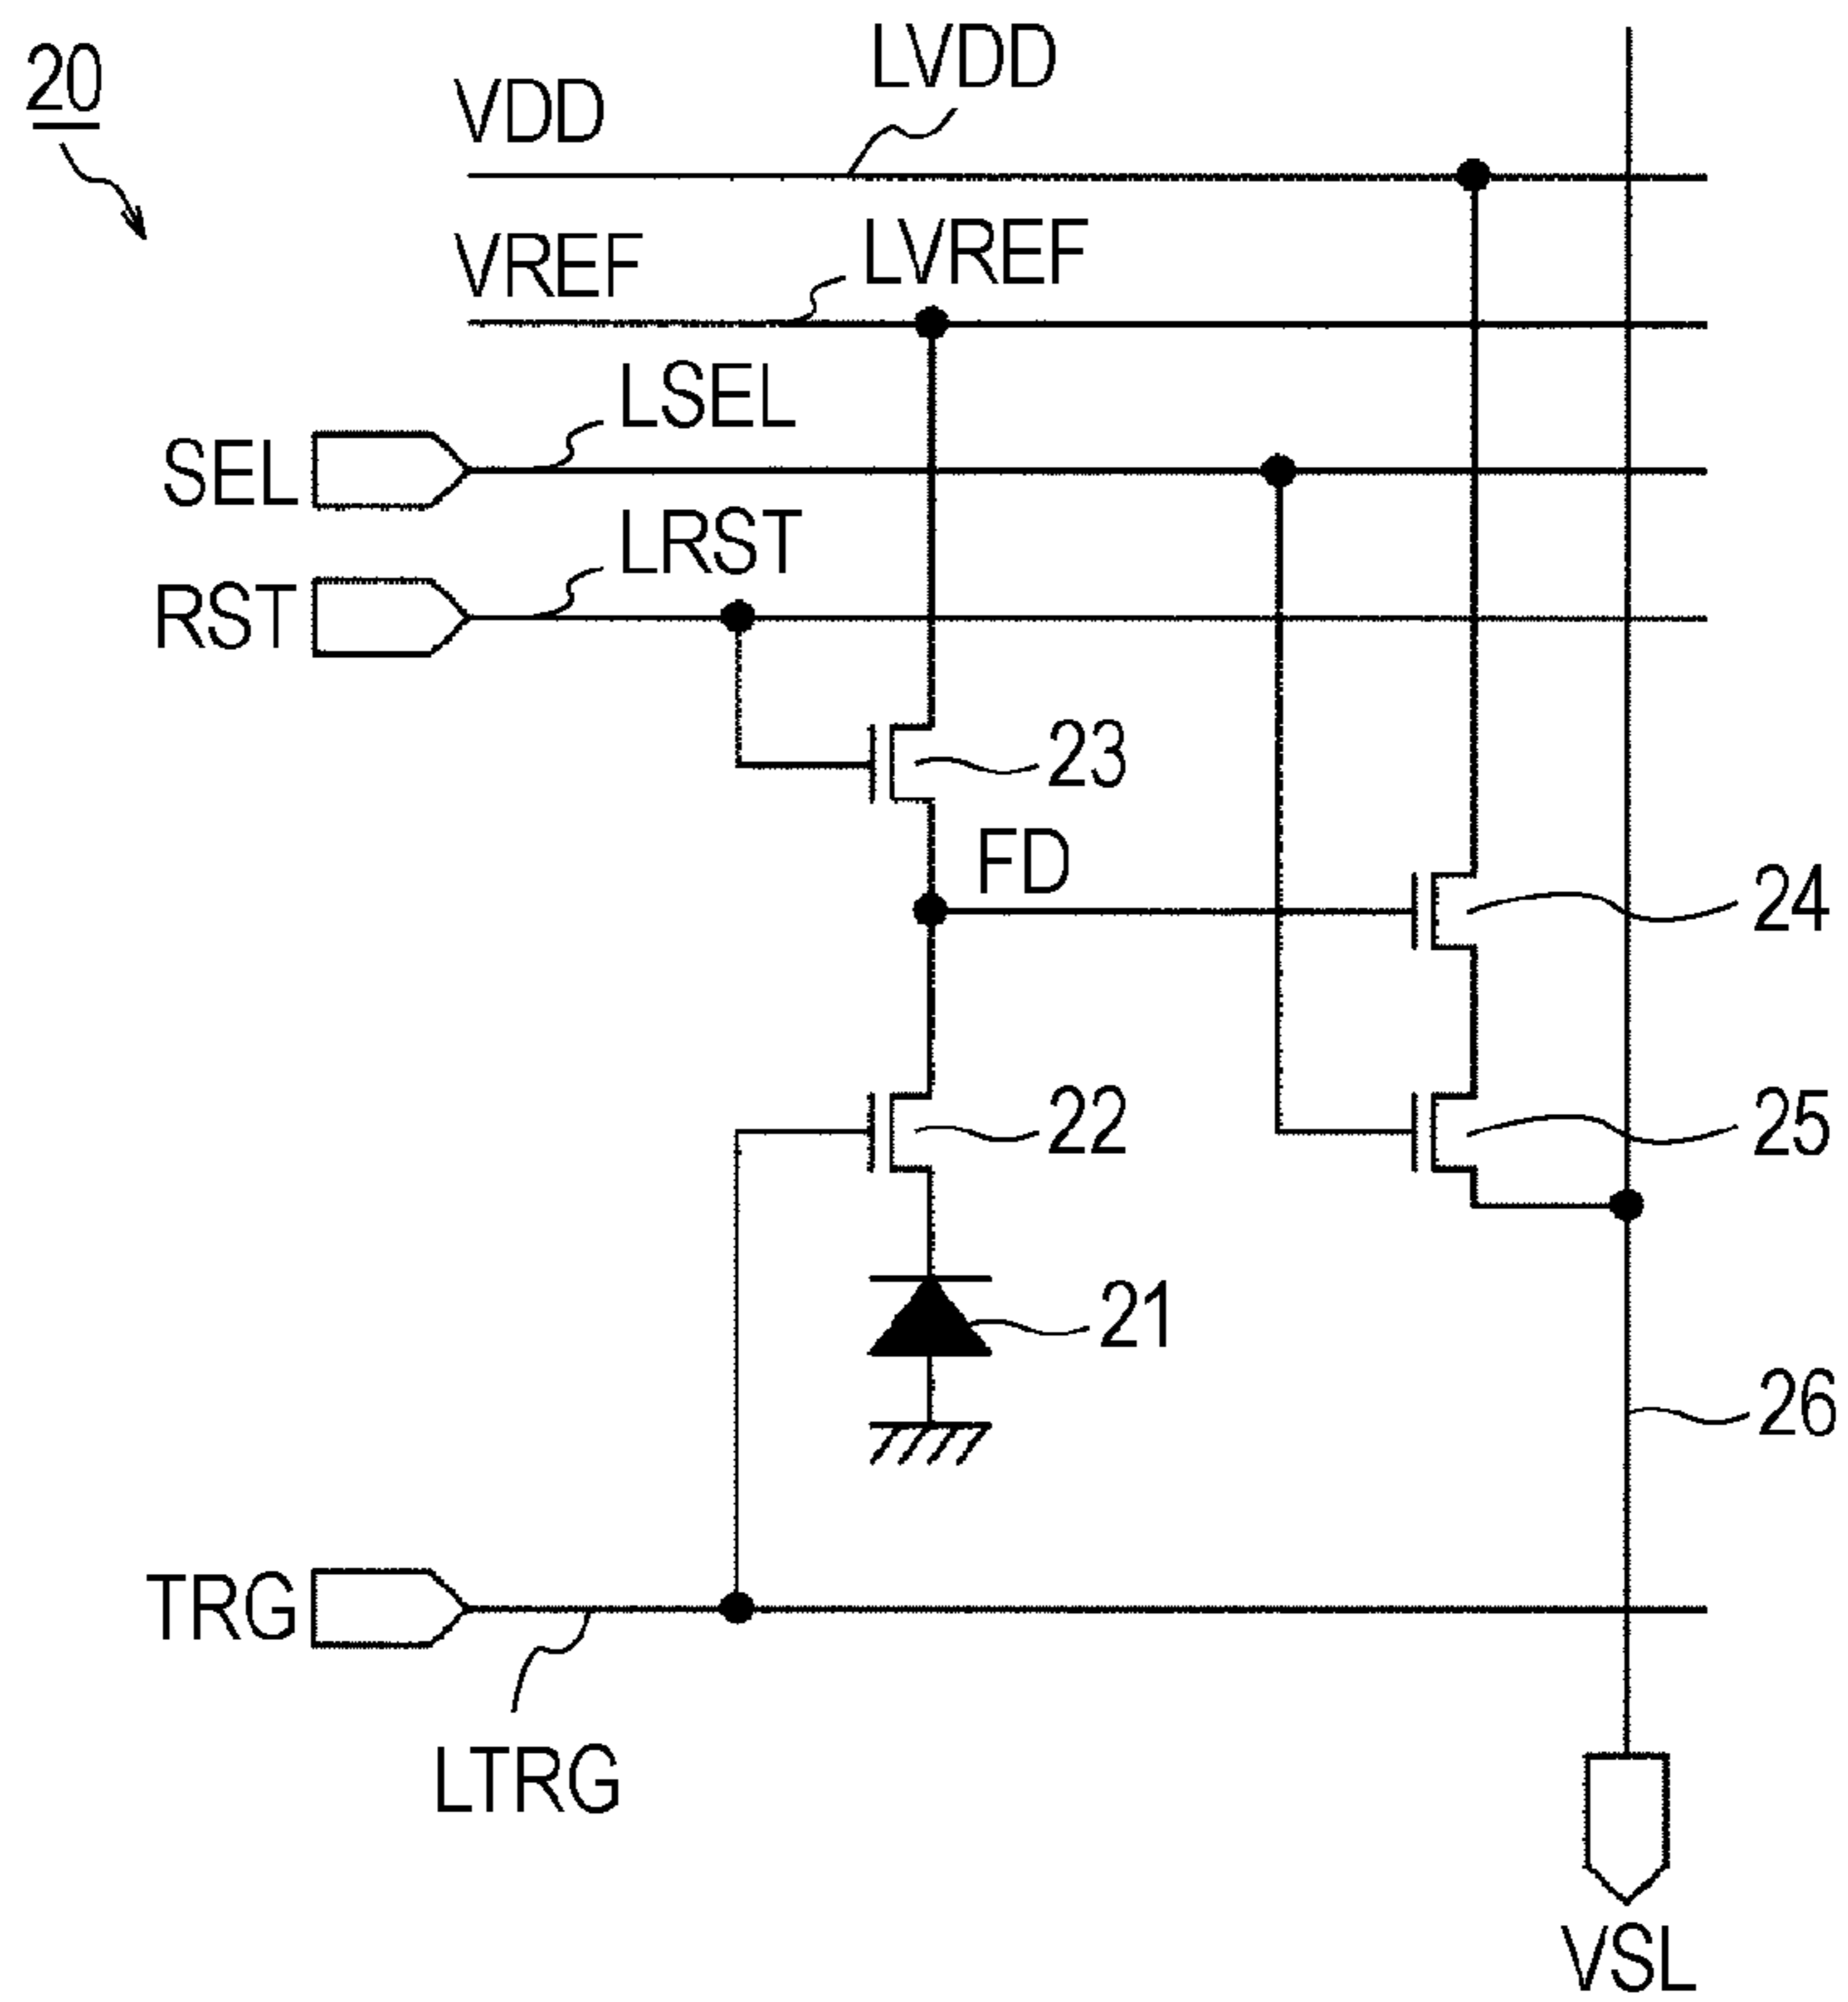 20
LVDD
VDD
LVREF
VREF
LSEL
SEL
LRST
RST
23
FD
24
22
25
21
26
TRG
LTRG
VSL